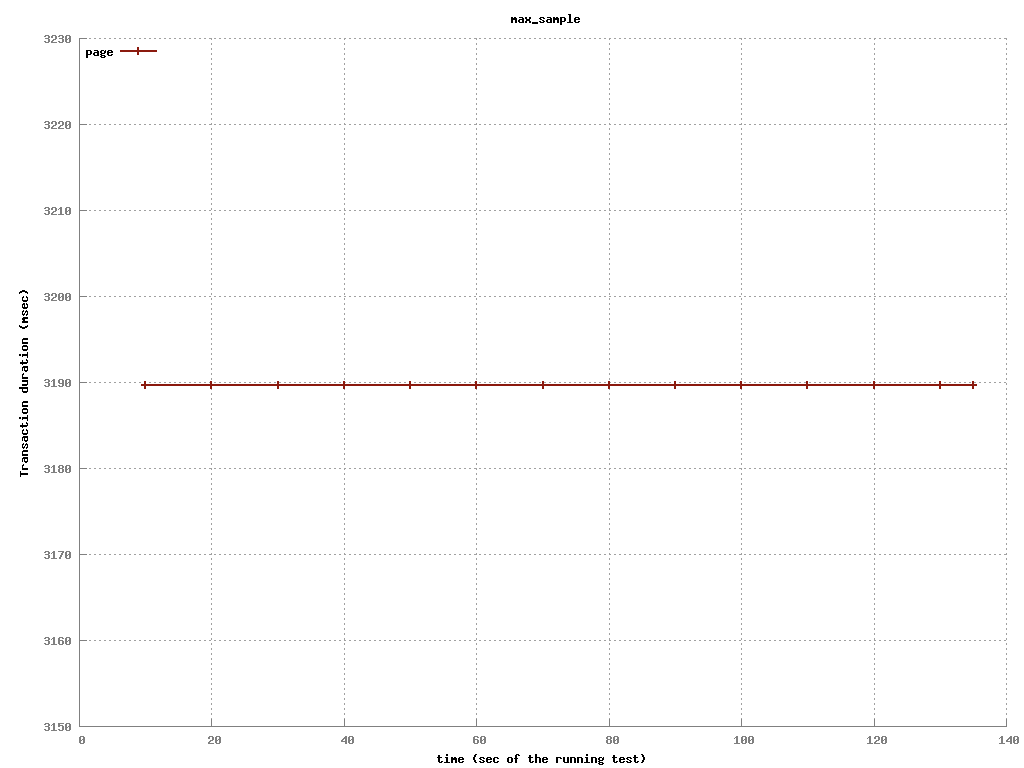 max_sample
3230
page
3220
3210
3200
3190
3180
3170
3160
3150
Transaction duration (msec)
0 20 40 60 80 100 120 140
time (sec of the running test)